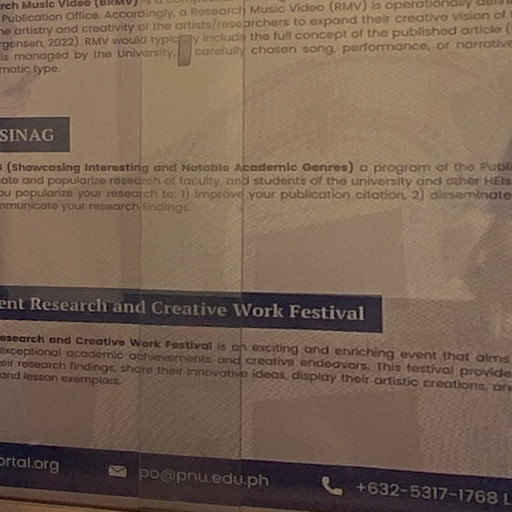 rch Music Video (BRMV) is a
Publication Office. Accordingly, a Research Music Video (RMV) is operationally
he artistry and creativity of the artists/researchers to expand their creative vision of
rgensen, 2022). RMV would typically include the full concept of the published article (
is managed by the University, carefully chosen song, performance, or narrative
matic type.
SINAG
(Showcasing Interesting and Notable Academic Genres) a program of the Publi
ate and popularize research of faculty, and students of the university and other HEIs
ou popularize your research to: 1) improve your publication citation, 2) disseminate
mmunicate your research findings.
ent Research and Creative Work Festival
esearch and Creative Work Festival is an exciting and enriching event that aims
exceptional academic achievements and creative endeavors. This festival provide
eir research findings, share their innovative ideas, display their artistic creations, an
and lesson exemplars.
ortal.org po@pnu.edu.ph +632-5317-1768 L